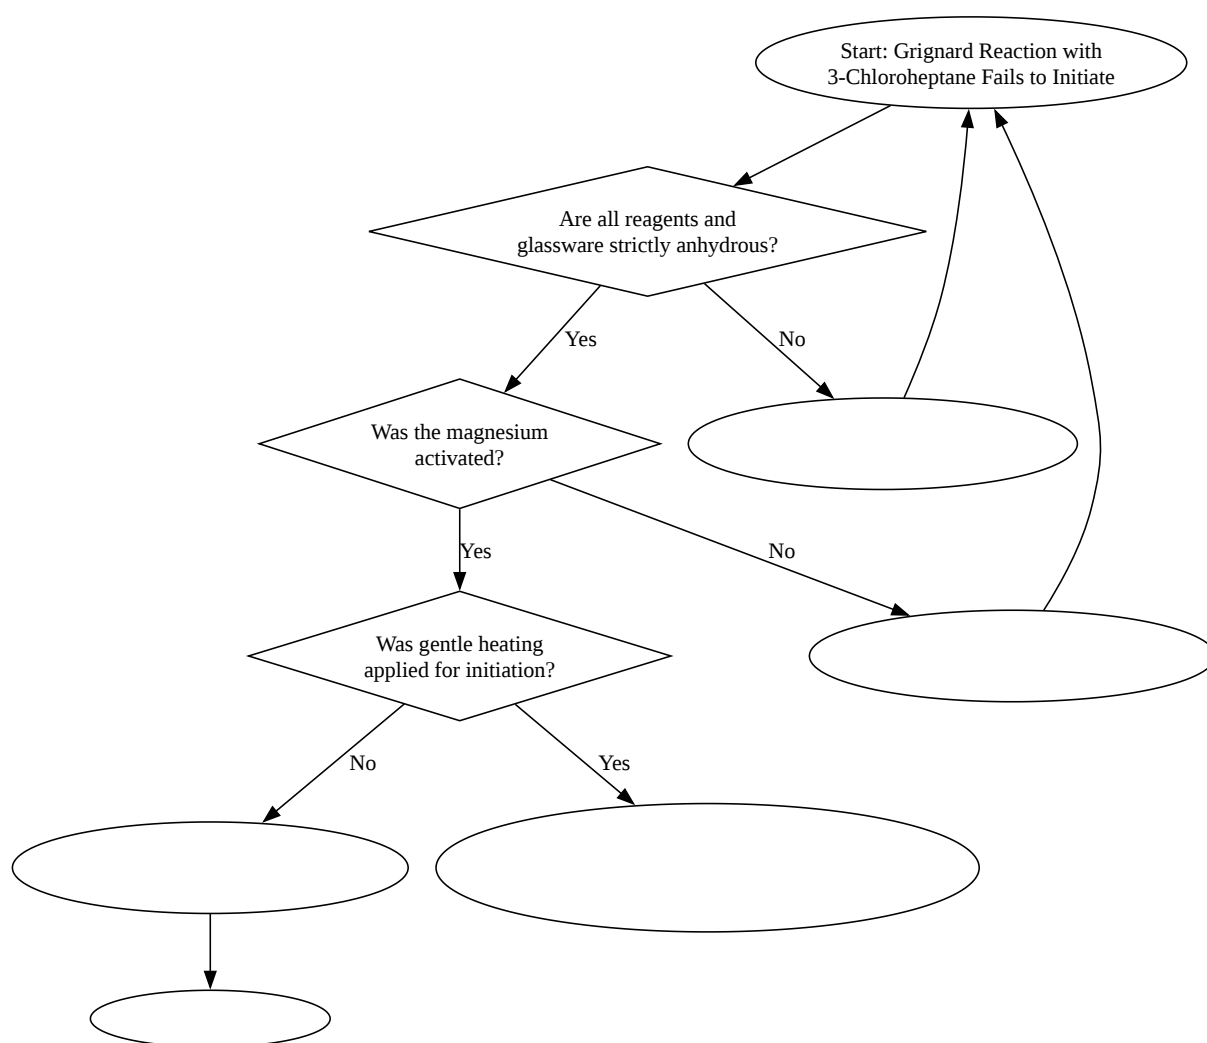 Start: Grignard Reaction with
3-Chloroheptane Fails to Initiate
Are all reagents and
glassware strictly anhydrous?
Yes
No
Was the magnesium
activated?
Yes
No
Was gentle heating
applied for initiation?
No
Yes